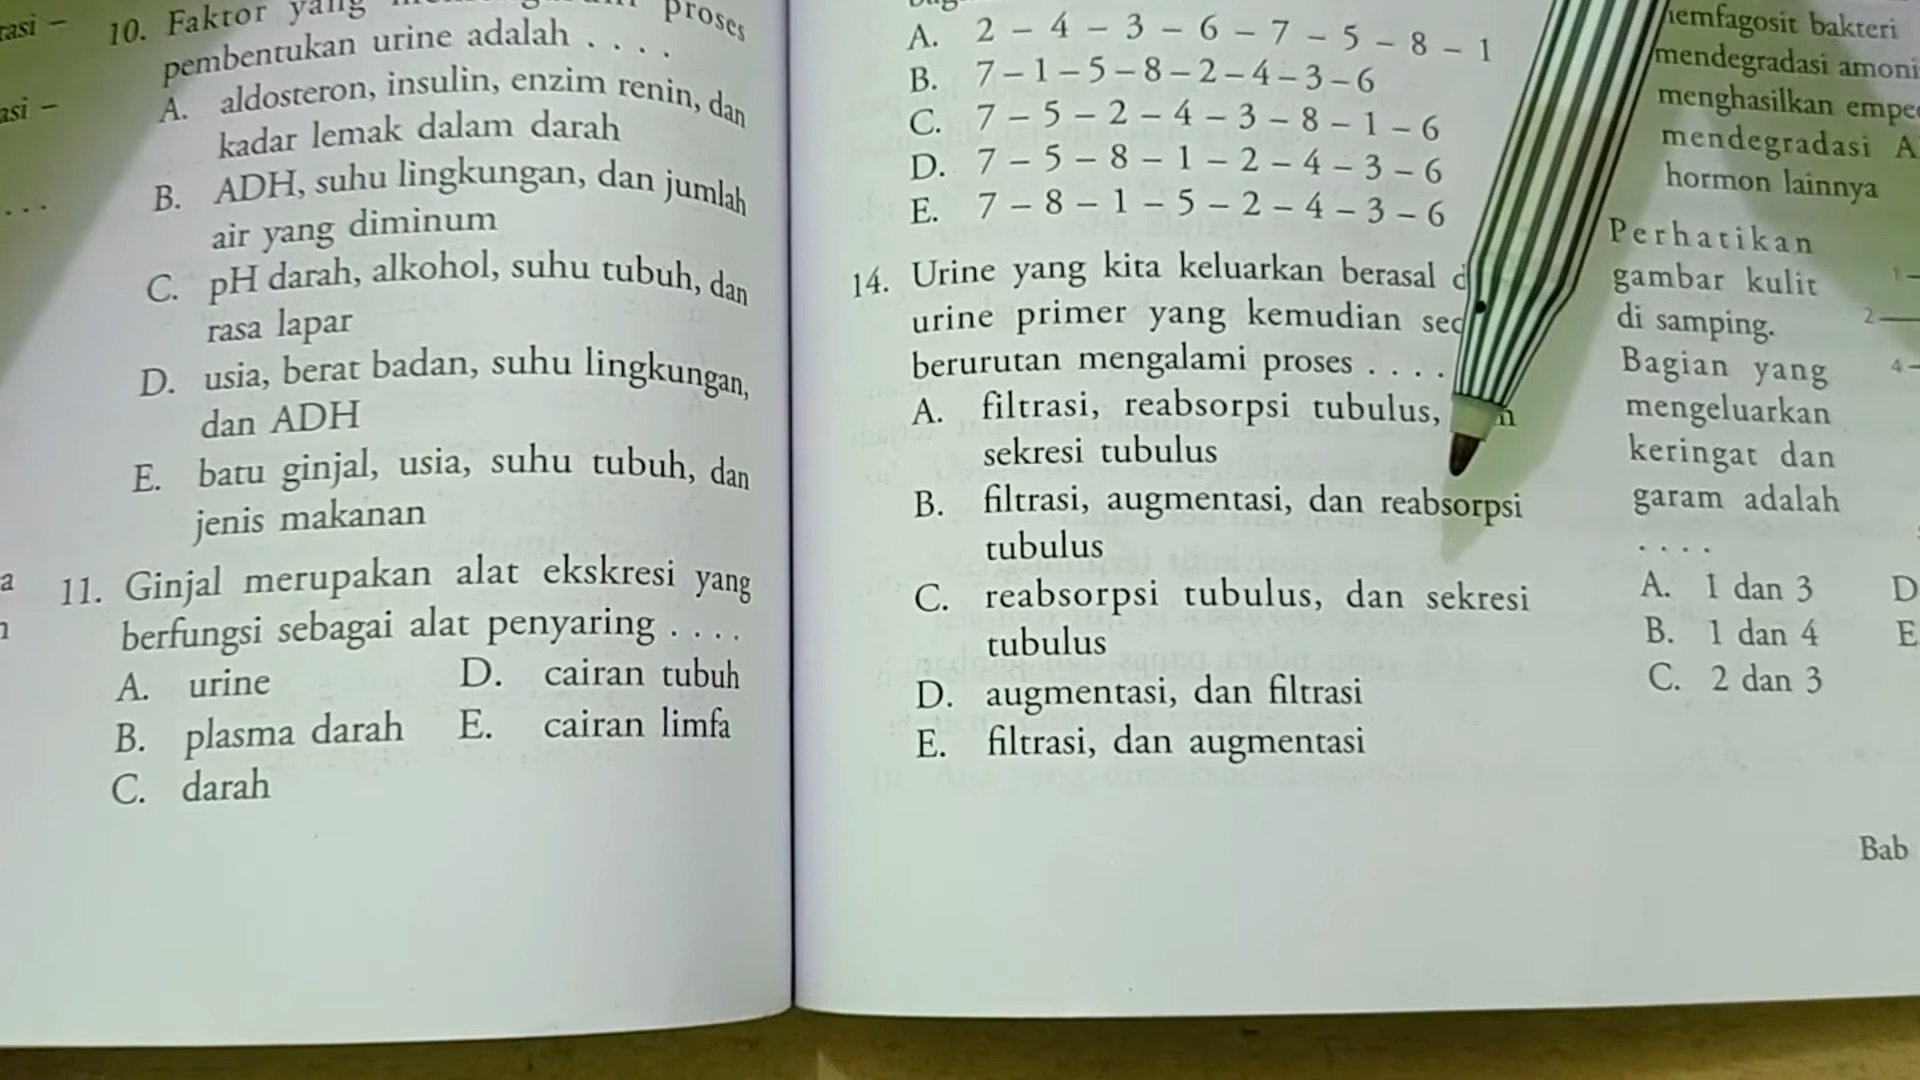 asi –
. . .
10. Faktor yang proses
pembentukan urine adalah . . . .
A. aldosteron, insulin, enzim renin, dan
kadar lemak dalam darah
B. ADH, suhu lingkungan, dan jumlah
air yang diminum
C. pH darah, alkohol, suhu tubuh, dan
rasa lapar
D. usia, berat badan, suhu lingkungan,
dan ADH
E. batu ginjal, usia, suhu tubuh, dan
jenis makanan
11. Ginjal merupakan alat ekskresi yang
berfungsi sebagai alat penyaring . . . .
A. urine
B. plasma darah
C. darah
D. cairan tubuh
E. cairan limfa
A. 2 – 4 – 3 – 6 – 7 – 5 – 8 – 1
B. 7 – 1 – 5 – 8 – 2 – 4 – 3 – 6
C. 7 – 5 – 2 – 4 – 3 – 8 – 1 – 6
D. 7 – 5 – 8 – 1 – 2 – 4 – 3 – 6
E. 7 – 8 – 1 – 5 – 2 – 4 – 3 – 6
14. Urine yang kita keluarkan berasal
urine primer yang kemudian
berurutan mengalami proses . . . .
A. filtrasi, reabsorpsi tubulus,
sekresi tubulus
B. filtrasi, augmentasi, dan reabsorpsi
tubulus
C. reabsorpsi tubulus, dan sekresi
tubulus
D. augmentasi, dan filtrasi
E. filtrasi, dan augmentasi
bakteri
mendegradasi
menghasilkan
mendegradasi A
hormon lainnya
Perhatikan
gambar kulit
di samping.
Bagian yang
mengeluarkan
keringat dan
garam adalah
. . . .
A. 1 dan 3
B. 1 dan 4
C. 2 dan 3
D
E
1
2
4
Bab